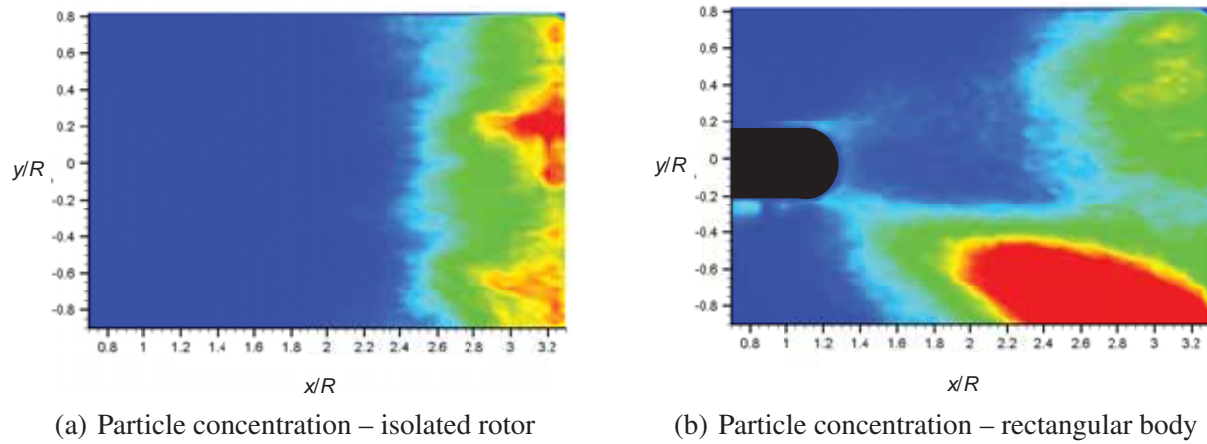 0.8
0.6
0.4
0.2
0
-0.2
-0.4
-0.6
-0.8
y/R
0.8 1 1.2 1.4 1.6 1.8 2 2.2 2.4 2.6 2.8 3 3.2
x/R
(a) Particle concentration – isolated rotor
0.8
0.6
0.4
0.2
0
-0.2
-0.4
-0.6
-0.8
y/R
0.8 1 1.2 1.4 1.6 1.8 2 2.2 2.4 2.6 2.8 3 3.2
x/R
(b) Particle concentration – rectangular body